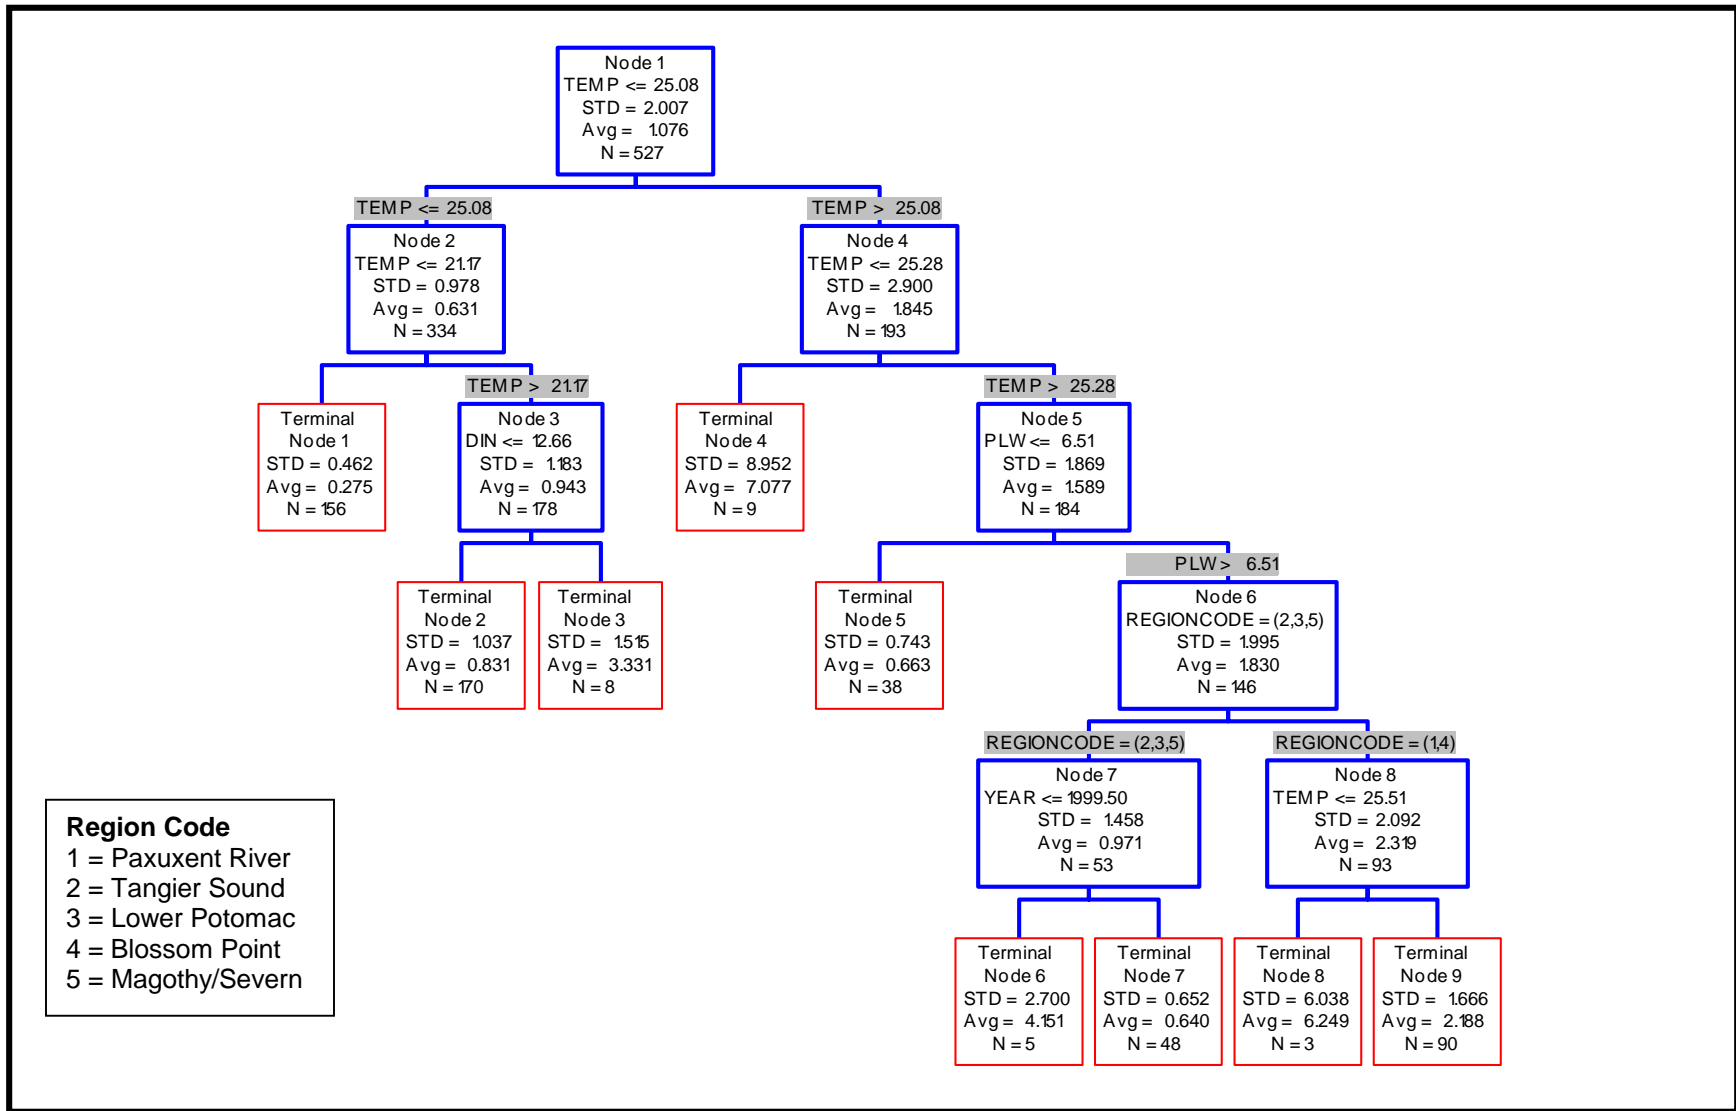 Node 1
TEMP <= 25.08
STD = 2.007
Avg = 1.076
N = 527
TEMP <= 25.08
TEMP > 25.08
Node 2
TEMP <= 21.17
STD = 0.978
Avg = 0.631
N = 334
Node 4
TEMP <= 25.28
STD = 2.900
Avg = 1.845
N = 193
TEMP > 21.17
TEMP > 25.28
Terminal
Node 1
STD = 0.462
Avg = 0.275
N = 156
Node 3
DIN <= 12.66
STD = 1.183
Avg = 0.943
N = 178
Terminal
Node 4
STD = 8.952
Avg = 7.077
N = 9
Node 5
PLW <= 6.51
STD = 1.869
Avg = 1.589
N = 184
PLW > 6.51
Terminal
Node 2
STD = 1.037
Avg = 0.831
N = 170
Terminal
Node 3
STD = 1.515
Avg = 3.331
N = 8
Terminal
Node 5
STD = 0.743
Avg = 0.663
N = 38
Node 6
REGIONCODE = (2,3,5)
STD = 1.995
Avg = 1.830
N = 146
REGIONCODE = (2,3,5)
REGIONCODE = (1,4)
Node 7
YEAR <= 1999.50
STD = 1.458
Avg = 0.971
N = 53
Node 8
TEMP <= 25.51
STD = 2.092
Avg = 2.319
N = 93
Terminal
Node 6
STD = 2.700
Avg = 4.151
N = 5
Terminal
Node 7
STD = 0.652
Avg = 0.640
N = 48
Terminal
Node 8
STD = 6.038
Avg = 6.249
N = 3
Terminal
Node 9
STD = 1.666
Avg = 2.188
N = 90
Region Code
1 = Paxuxent River
2 = Tangier Sound
3 = Lower Potomac
4 = Blossom Point
5 = Magothy/Severn